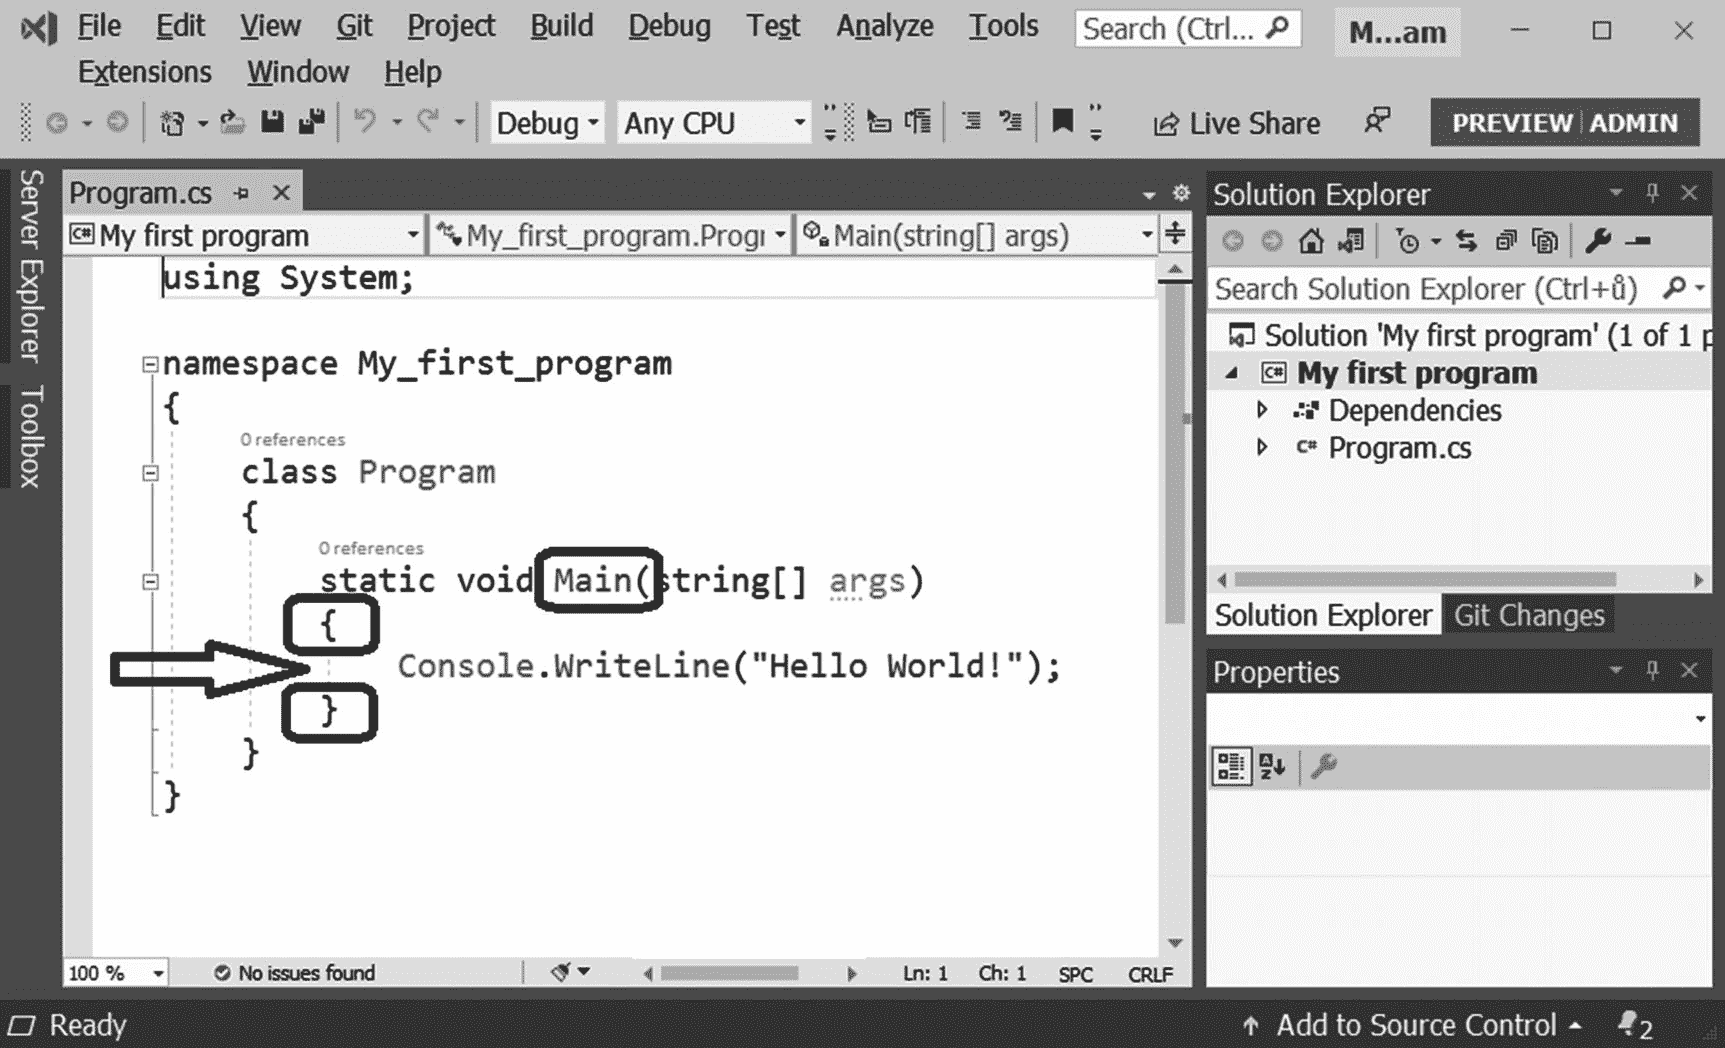 File Edit View Git Project Build Debug Test Analyze Tools Search (Ctrl... M...am
Extensions Window Help
Debug Any CPU Live Share PREVIEW ADMIN
Server Explorer
Toolbox
Program.cs
C# My first program My_first_program.Progr Main(string[] args)
using System;
namespace My_first_program
{
0 references
class Program
{
0 references
static void Main(string[] args)
{
Console.WriteLine("Hello World!");
}
}
}
100 % No issues found Ln: 1 Ch: 1 SPC CRLF
Solution Explorer
Search Solution Explorer (Ctrl+ů)
Solution 'My first program' (1 of 1 p
C# My first program
Dependencies
C# Program.cs
Solution Explorer Git Changes
Properties
Ready Add to Source Control 2